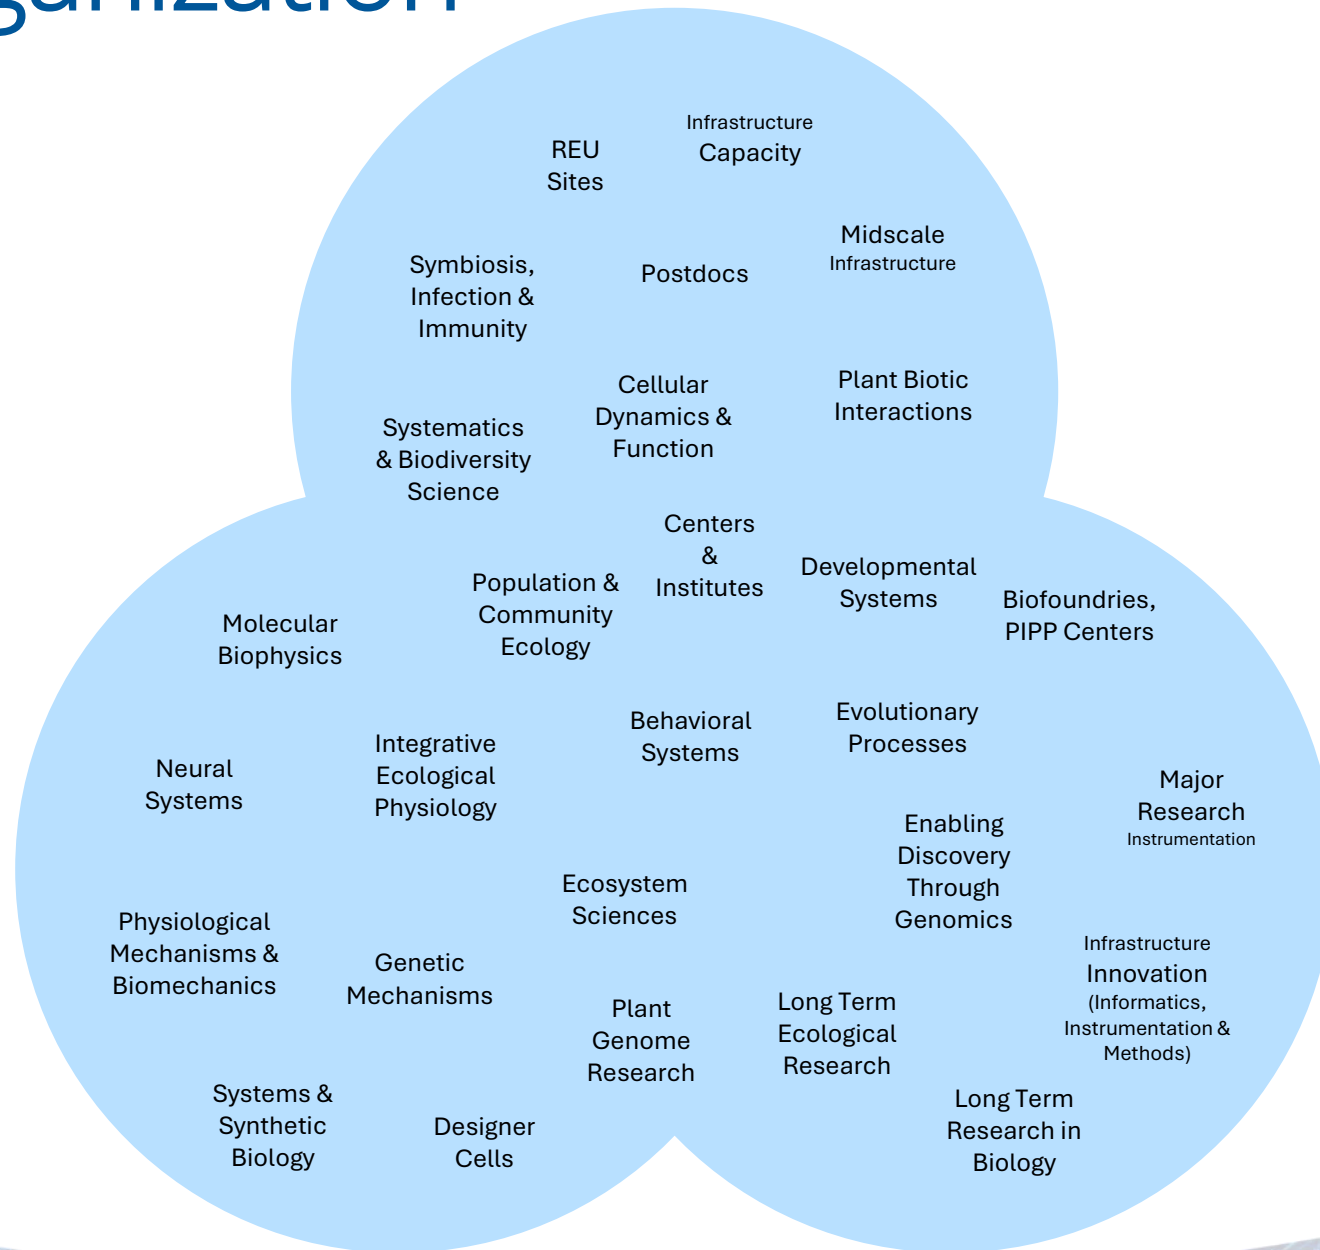 ganization
Infrastructure
Capacity
REU
Sites
Midscale
Infrastructure
Symbiosis,
Infection &
Immunity
Postdocs
Cellular
Dynamics &
Function
Plant Biotic
Interactions
Systematics
& Biodiversity
Science
Centers
&
Institutes
Developmental
Systems
Population &
Community
Ecology
Biofoundries,
PIPP Centers
Molecular
Biophysics
Behavioral
Systems
Evolutionary
Processes
Integrative
Ecological
Physiology
Neural
Systems
Major
Research
Instrumentation
Enabling
Discovery
Through
Genomics
Ecosystem
Sciences
Physiological
Mechanisms &
Biomechanics
Genetic
Mechanisms
Infrastructure
Innovation
(Informatics,
Instrumentation &
Methods)
Plant
Genome
Research
Long Term
Ecological
Research
Systems &
Synthetic
Biology
Designer
Cells
Long Term
Research in
Biology